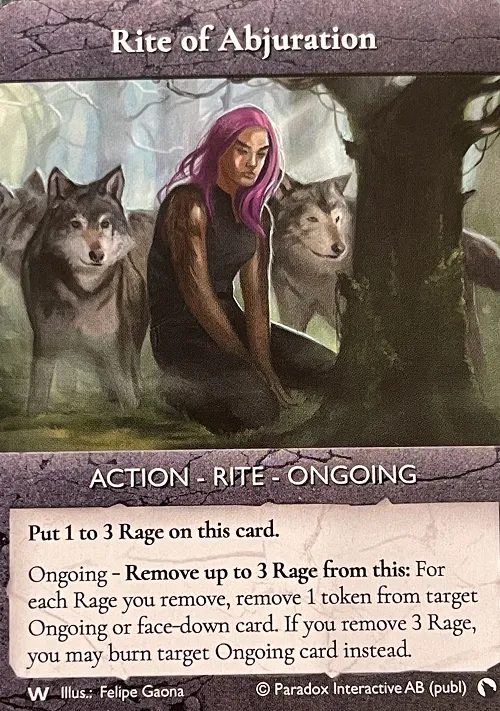 Rite of Abjuration
ACTION - RITE - ONGOING
Put 1 to 3 Rage on this card.
Ongoing - Remove up to 3 Rage from this: For
each Rage you remove, remove 1 token from target
Ongoing or face-down card. If you remove 3 Rage,
you may burn target Ongoing card instead.
W Illus.: Felipe Gaona © Paradox Interactive AB (publ)